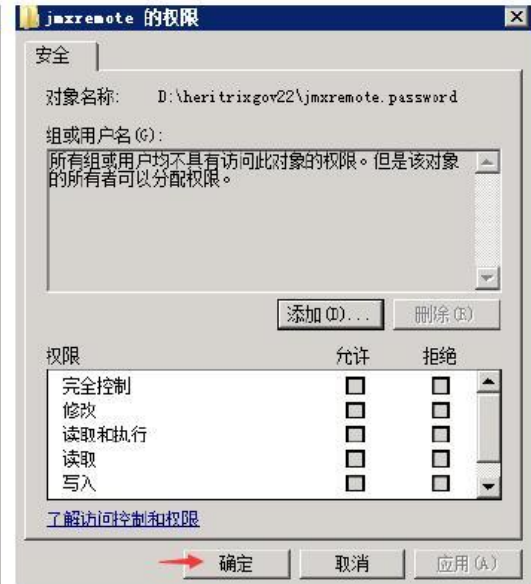 jmxremote 的权限
安全
对象名称: D:\heritrixgov22\jmxremote.password
组或用户名(G):
所有组或用户均不具有访问此对象的权限。但是该对象
的所有者可以分配权限。
添加(D)... 删除(R)
权限 允许 拒绝
完全控制
修改
读取和执行
读取
写入
了解访问控制和权限
确定 取消 应用(A)